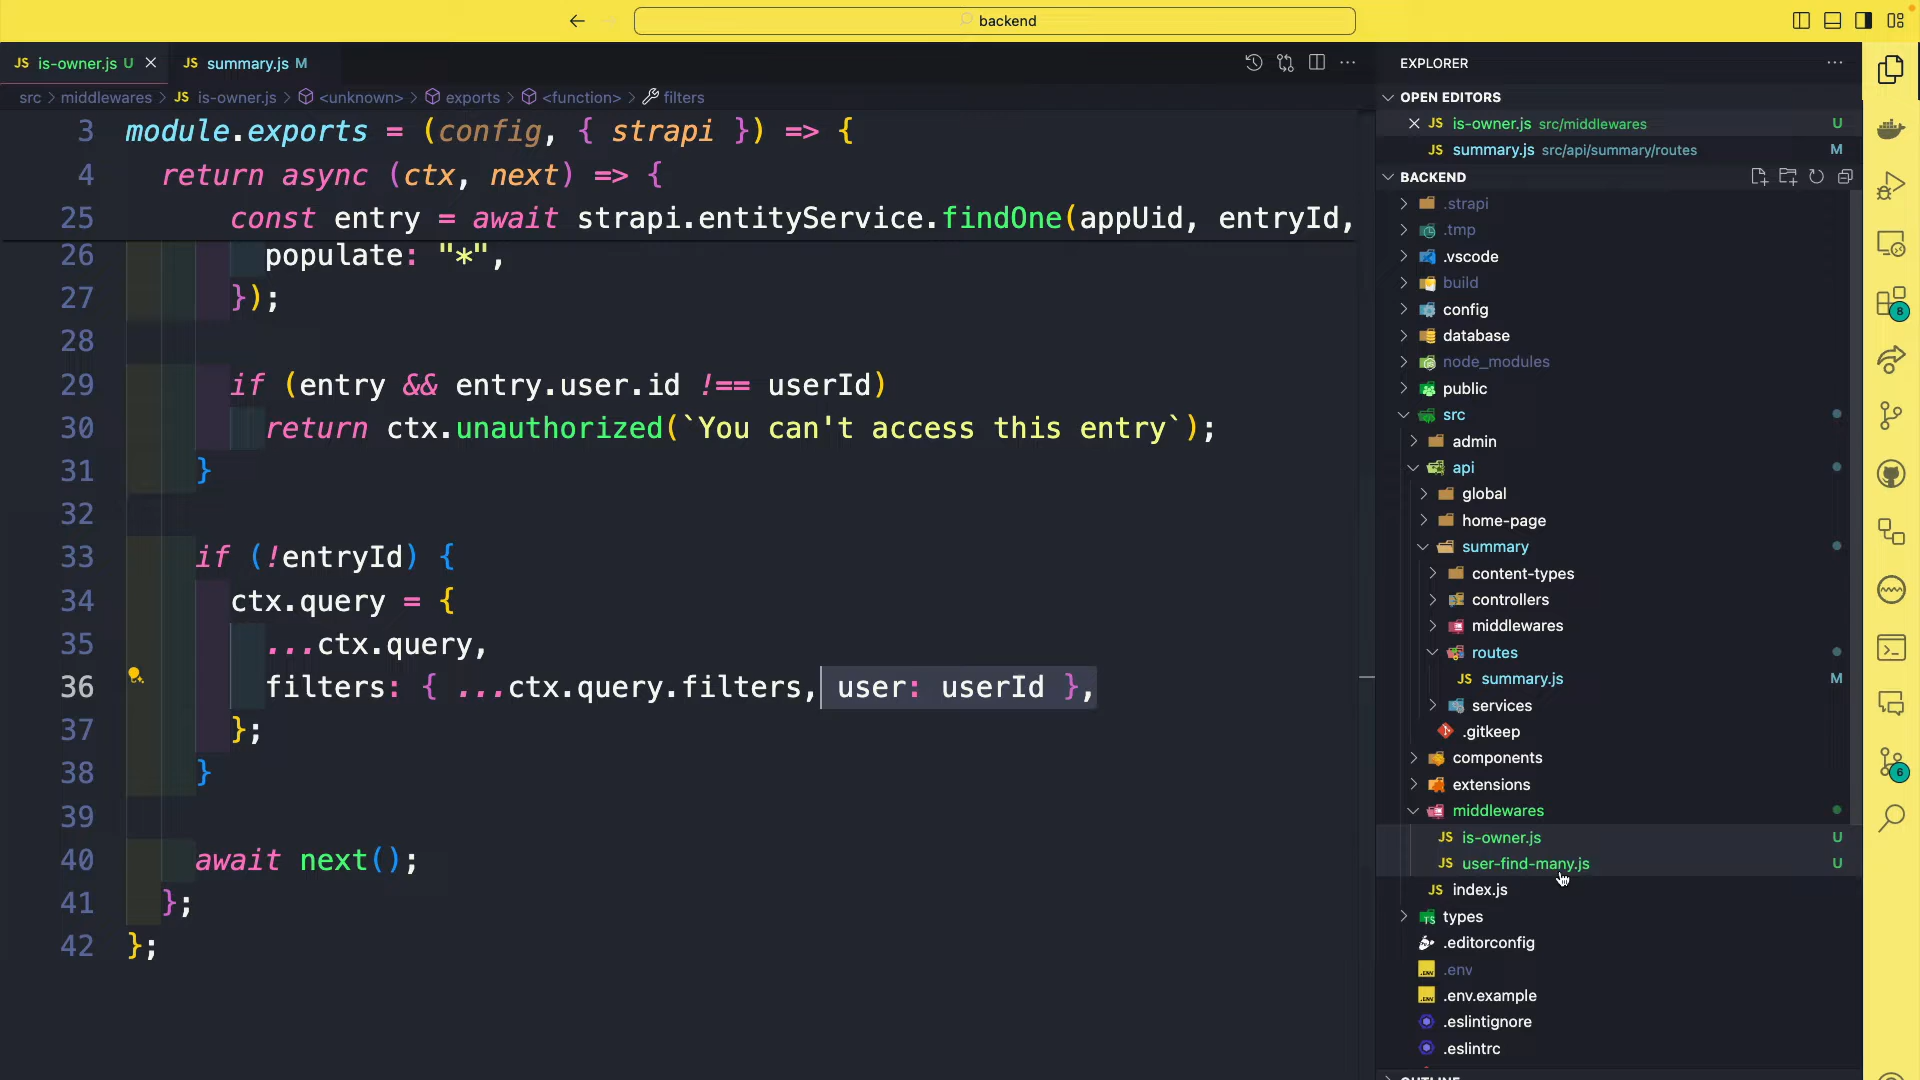 backend
JS is-owner.js U
JS summary.js M
src > middlewares > JS is-owner.js > <unknown> > exports > <function> > filters
3 module.exports = (config, { strapi }) => {
4 return async (ctx, next) => {
25 const entry = await strapi.entityService.findOne(appUid, entryId,
26 populate: "*",
27 });
28
29 if (entry && entry.user.id !== userId)
30 return ctx.unauthorized(`You can't access this entry`);
31 }
32
33 if (!entryId) {
34 ctx.query = {
35 ...ctx.query,
36 filters: { ...ctx.query.filters, user: userId },
37 };
38 }
39
40 await next();
41 };
42 };
EXPLORER
OPEN EDITORS
JS is-owner.js src/middlewares U
JS summary.js src/api/summary/routes M
BACKEND
.strapi
.tmp
.vscode
build
config
database
node_modules
public
src
admin
api
global
home-page
summary
content-types
controllers
middlewares
routes
JS summary.js M
services
.gitkeep
components
extensions
middlewares
JS is-owner.js U
JS user-find-many.js U
JS index.js
types
.editorconfig
.env
.env.example
.eslintignore
.eslintrc
OUTLINE
8
6